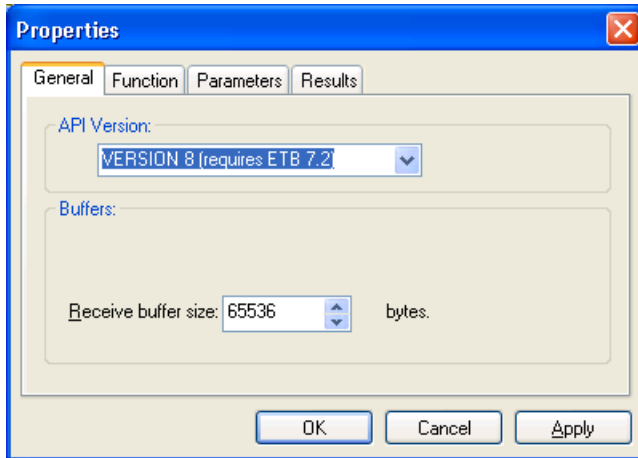 Properties
General Function Parameters Results
API Version:
VERSION 8 (requires ETB 7.2)
Buffers:
Receive buffer size: 65536 bytes.
OK Cancel Apply